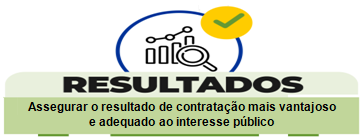 RESULTADOS
Assegurar o resultado de contratação mais vantajoso
e adequado ao interesse público